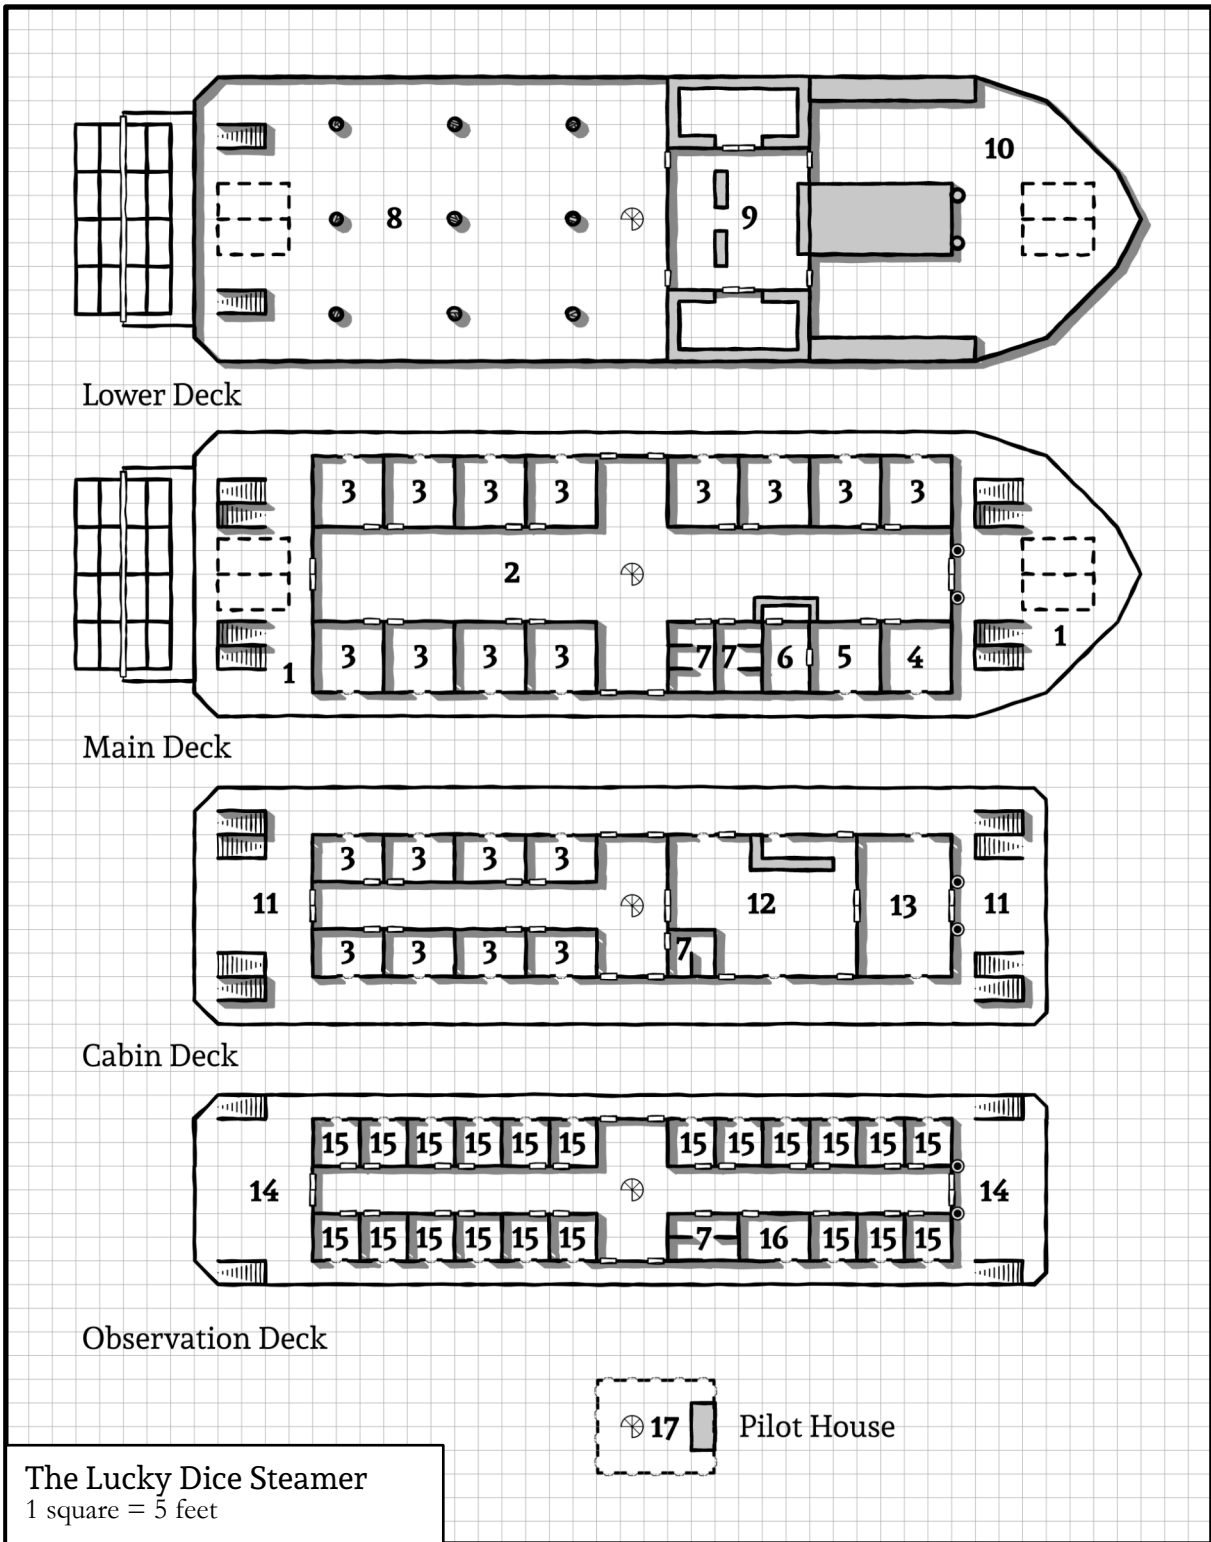 10
8
9
Lower Deck
3 3 3 3 3 3 3 3
2
1
3 3 3 3 7 7 6 5 4
1
Main Deck
3 3 3 3
11 12 13 11
3 3 3 3 7
Cabin Deck
15 15 15 15 15 15 15 15 15 15 15 15
14 14
15 15 15 15 15 15 7 16 15 15 15
Observation Deck
17 Pilot House
The Lucky Dice Steamer
1 square = 5 feet